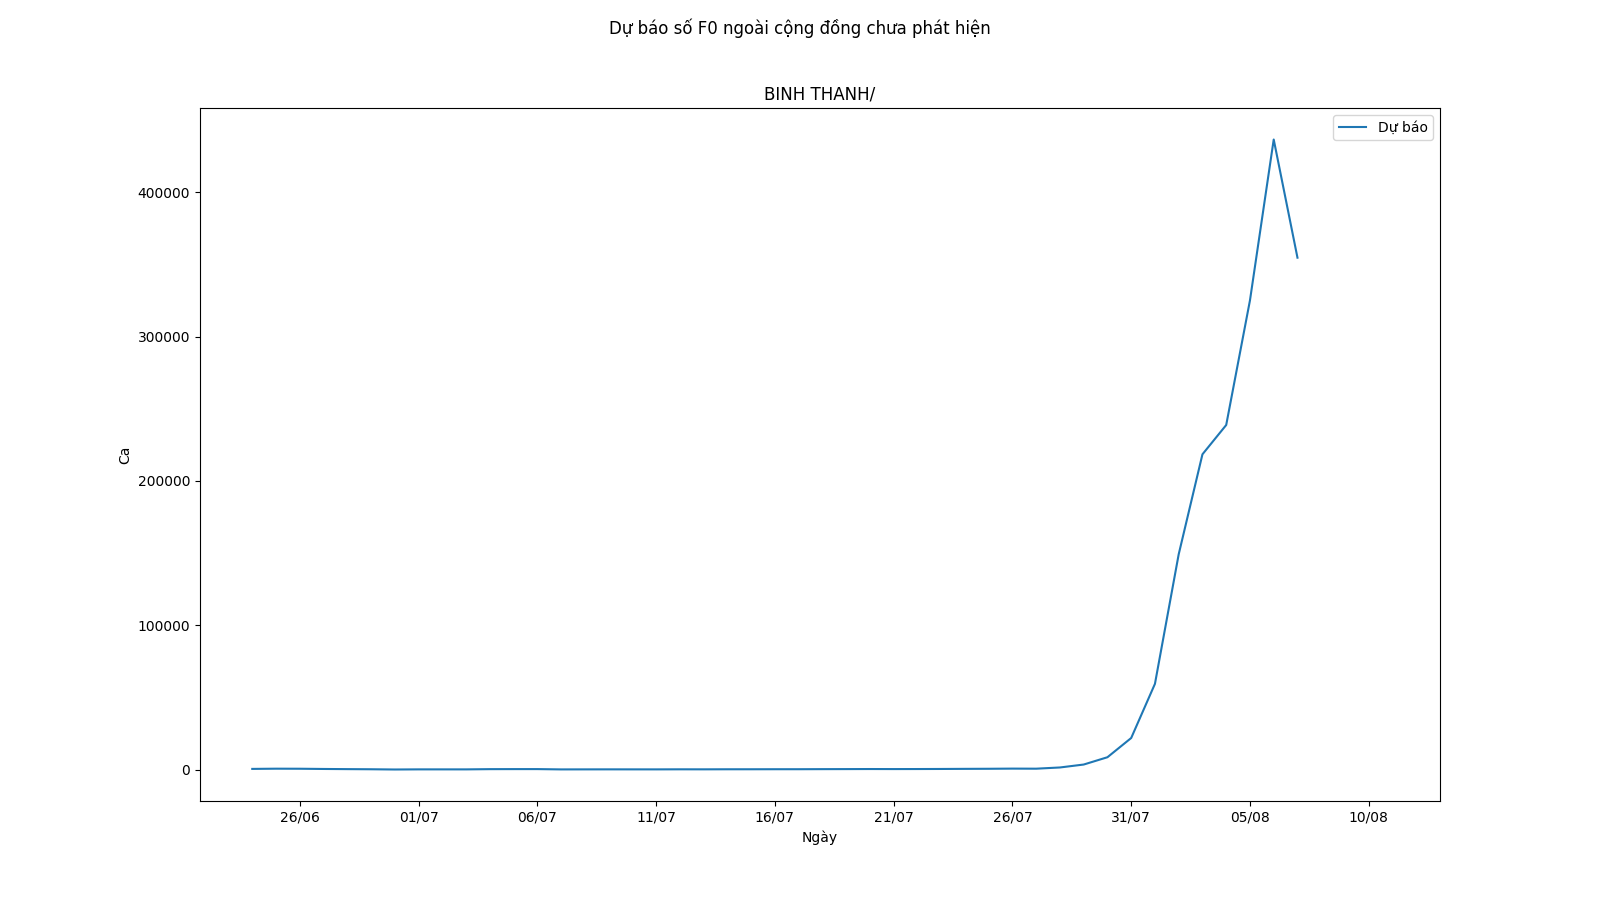 Dự báo số F0 ngoài cộng đồng chưa phát hiện
BINH THANH/
Dự báo
400000
300000
200000
100000
0
Ca
26/06 01/07 06/07 11/07 16/07 21/07 26/07 31/07 05/08 10/08
Ngày